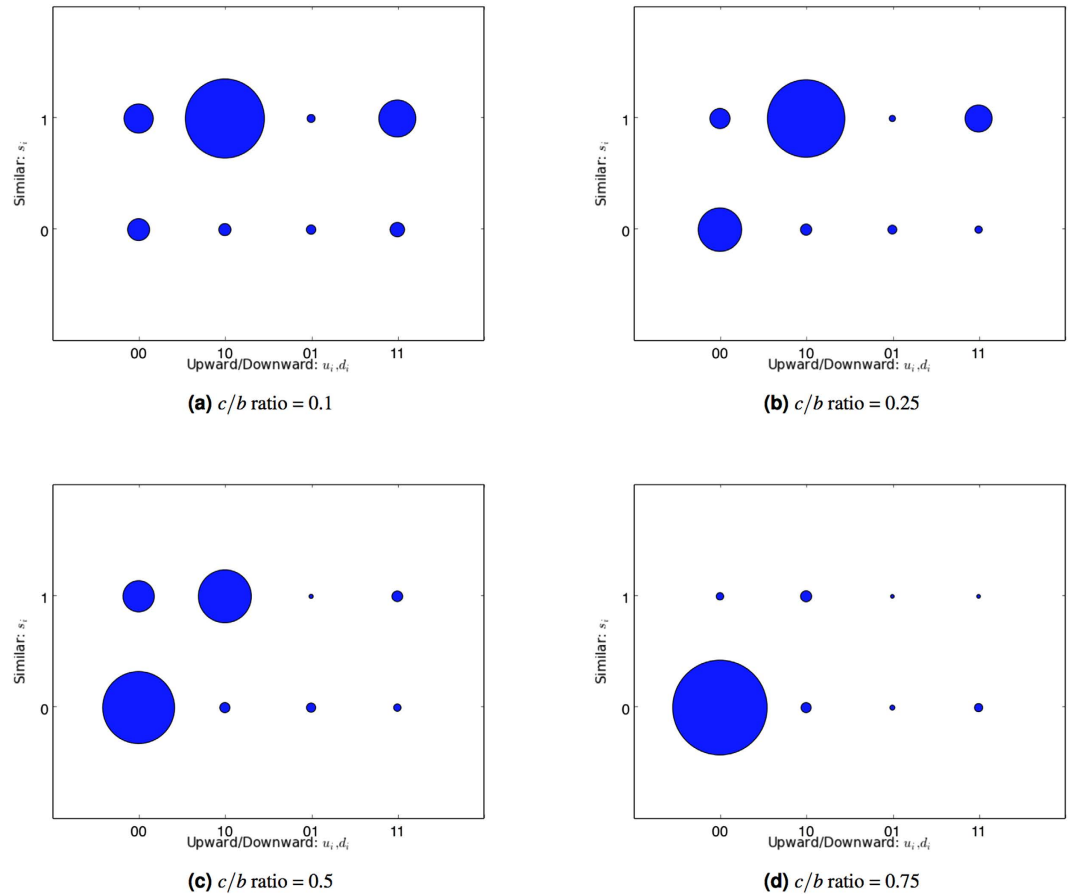 1
0
Similar: s_i
00 10 01 11
Upward/Downward: u_i,d_i
(a) c/b ratio = 0.1
1
0
Similar: s_i
00 10 01 11
Upward/Downward: u_i,d_i
(b) c/b ratio = 0.25
1
0
Similar: s_i
00 10 01 11
Upward/Downward: u_i,d_i
(c) c/b ratio = 0.5
1
0
Similar: s_i
00 10 01 11
Upward/Downward: u_i,d_i
(d) c/b ratio = 0.75